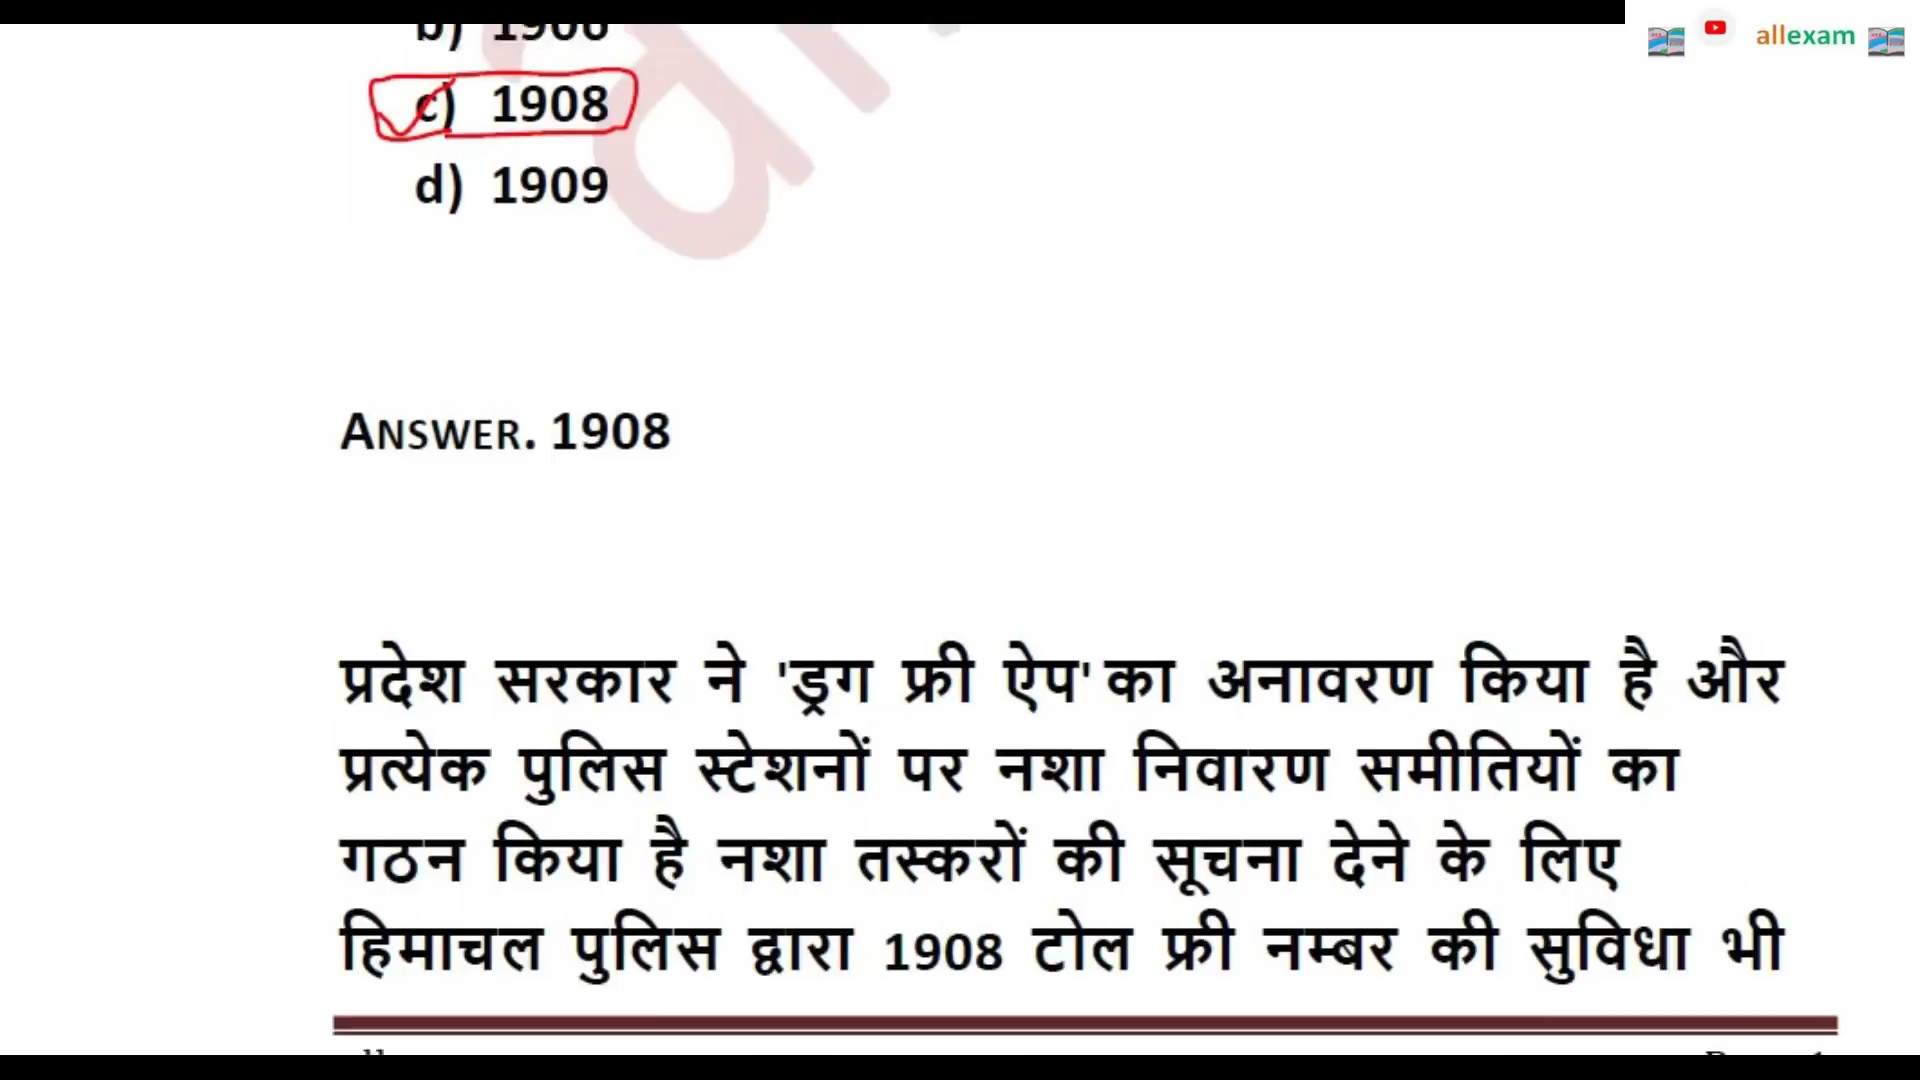 allexam
c) 1908
d) 1909
ANSWER. 1908
प्रदेश सरकार ने 'ड्रग फ्री ऐप' का अनावरण किया है और
प्रत्येक पुलिस स्टेशनों पर नशा निवारण समीतियों का
गठन किया है नशा तस्करों की सूचना देने के लिए
हिमाचल पुलिस द्वारा 1908 टोल फ्री नम्बर की सुविधा भी